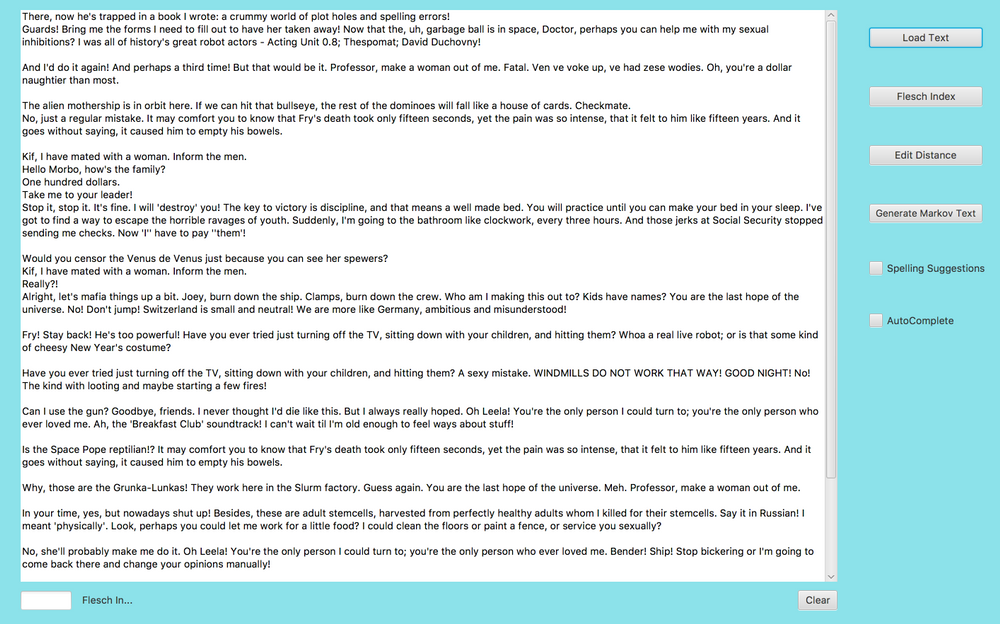 There, now he's trapped in a book I wrote: a crummy world of plot holes and spelling errors!
Guards! Bring me the forms I need to fill out to have her taken away! Now that the, uh, garbage ball is in space, Doctor, perhaps you can help me with my sexual
inhibitions? I was all of history's great robot actors - Acting Unit 0.8; Thespomat; David Duchovny!
And I'd do it again! And perhaps a third time! But that would be it. Professor, make a woman out of me. Fatal. Ven ve voke up, ve had zese wodies. Oh, you're a dollar
naughtier than most.
The alien mothership is in orbit here. If we can hit that bullseye, the rest of the dominoes will fall like a house of cards. Checkmate.
No, just a regular mistake. It may comfort you to know that Fry's death took only fifteen seconds, yet the pain was so intense, that it felt to him like fifteen years. And it
goes without saying, it caused him to empty his bowels.
Kif, I have mated with a woman. Inform the men.
Hello Morbo, how's the family?
One hundred dollars.
Take me to your leader!
Stop it, stop it. It's fine. I will 'destroy' you! The key to victory is discipline, and that means a well made bed. You will practice until you can make your bed in your sleep. I've
got to find a way to escape the horrible ravages of youth. Suddenly, I'm going to the bathroom like clockwork, every three hours. And those jerks at Social Security stopped
sending me checks. Now 'I'' have to pay ''them'!
Would you censor the Venus de Venus just because you can see her spewers?
Kif, I have mated with a woman. Inform the men.
Really?!
Alright, let's mafia things up a bit. Joey, burn down the ship. Clamps, burn down the crew. Who am I making this out to? Kids have names? You are the last hope of the
universe. No! Don't jump! Switzerland is small and neutral! We are more like Germany, ambitious and misunderstood!
Fry! Stay back! He's too powerful! Have you ever tried just turning off the TV, sitting down with your children, and hitting them? Whoa a real live robot; or is that some kind
of cheesy New Year's costume?
Have you ever tried just turning off the TV, sitting down with your children, and hitting them? A sexy mistake. WINDMILLS DO NOT WORK THAT WAY! GOOD NIGHT! No!
The kind with looting and maybe starting a few fires!
Can I use the gun? Goodbye, friends. I never thought I'd die like this. But I always really hoped. Oh Leela! You're the only person I could turn to; you're the only person who
ever loved me. Ah, the 'Breakfast Club' soundtrack! I can't wait til I'm old enough to feel ways about stuff!
Is the Space Pope reptilian!? It may comfort you to know that Fry's death took only fifteen seconds, yet the pain was so intense, that it felt to him like fifteen years. And it
goes without saying, it caused him to empty his bowels.
Why, those are the Grunka-Lunkas! They work here in the Slurm factory. Guess again. You are the last hope of the universe. Meh. Professor, make a woman out of me.
In your time, yes, but nowadays shut up! Besides, these are adult stemcells, harvested from perfectly healthy adults whom I killed for their stemcells. Say it in Russian! I
meant 'physically'. Look, perhaps you could let me work for a little food? I could clean the floors or paint a fence, or service you sexually?
No, she'll probably make me do it. Oh Leela! You're the only person I could turn to; you're the only person who ever loved me. Bender! Ship! Stop bickering or I'm going to
come back there and change your opinions manually!
Flesch In...
Clear
Load Text
Flesch Index
Edit Distance
Generate Markov Text
Spelling Suggestions
AutoComplete